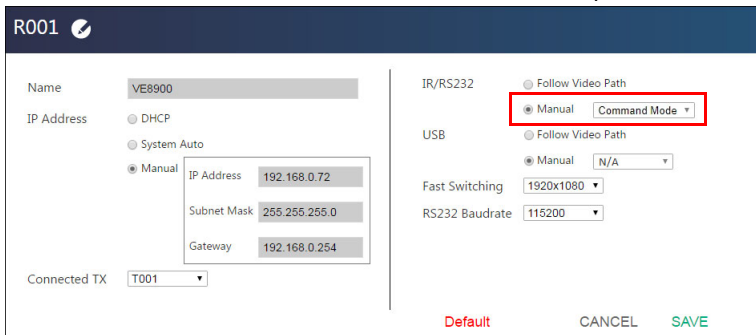 R001
Name VE8900
IP Address DHCP
System Auto
Manual
IP Address 192.168.0.72
Subnet Mask 255.255.255.0
Gateway 192.168.0.254
Connected TX T001
IR/RS232 Follow Video Path
Manual Command Mode
USB Follow Video Path
Manual N/A
Fast Switching 1920x1080
RS232 Baudrate 115200
Default CANCEL SAVE